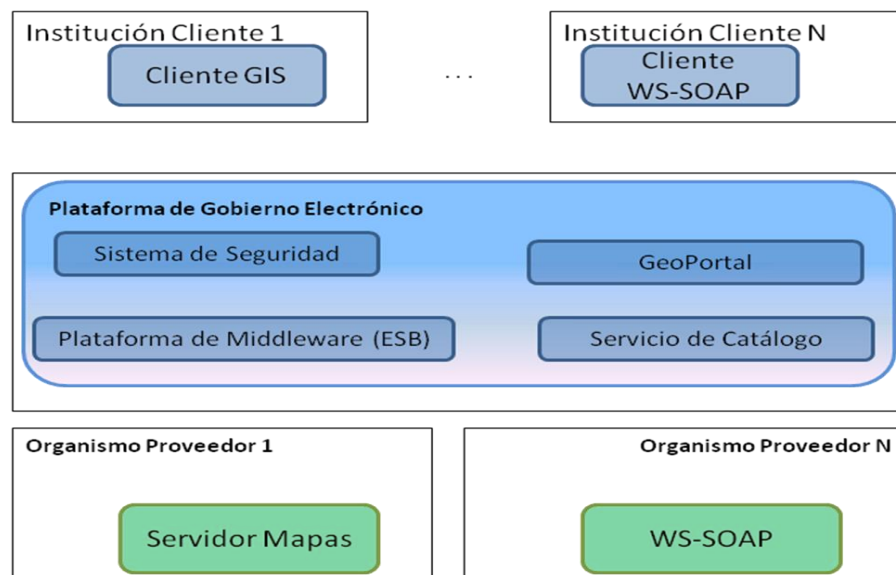 Institución Cliente 1
Cliente GIS
...
Institución Cliente N
Cliente
WS-SOAP
Plataforma de Gobierno Electrónico
Sistema de Seguridad
GeoPortal
Plataforma de Middleware (ESB)
Servicio de Catálogo
Organismo Proveedor 1
Servidor Mapas
Organismo Proveedor N
WS-SOAP